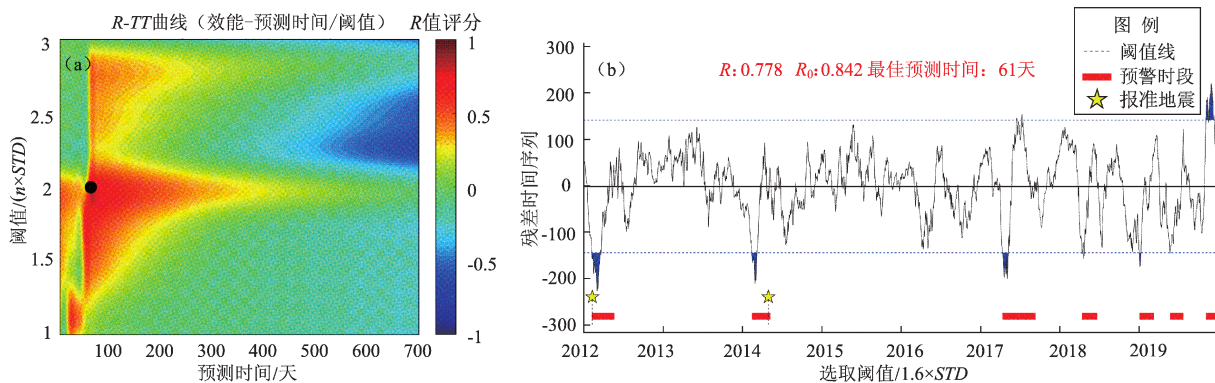 R-TT曲线（效能–预测时间/阈值）
R值评分
（a）
3
2.5
2
1.5
1
阈值/(n×STD)
100 200 300 400 500 600 700
预测时间/天
1
0.5
0
-0.5
-1
（b）
R:0.778 R0:0.842 最佳预测时间：61天
图 例
阈值线
预警时段
报准地震
300
200
100
0
-100
-200
-300
残差时间序列
2012 2013 2014 2015 2016 2017 2018 2019
选取阈值/1.6×STD